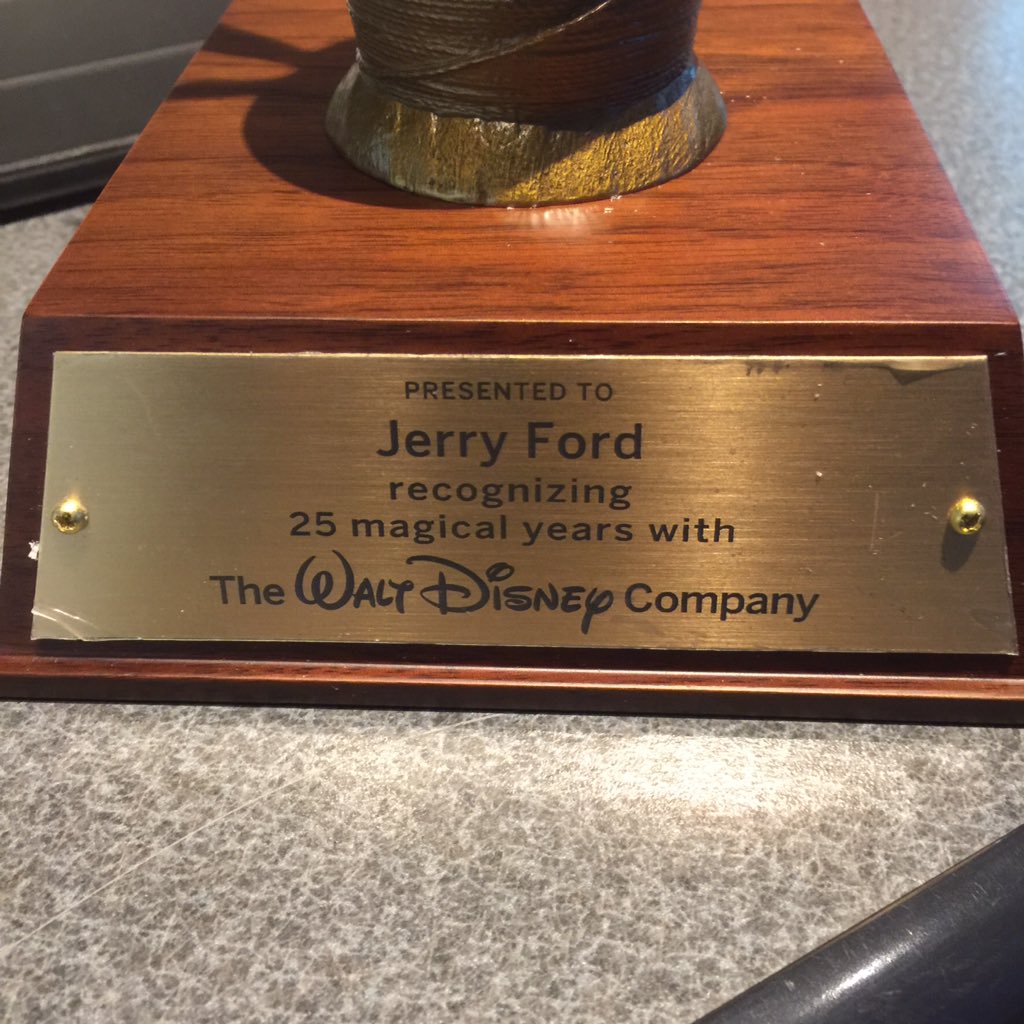 PRESENTED TO
Jerry Ford
recognizing
25 magical years with
The WALT DISNEY Company